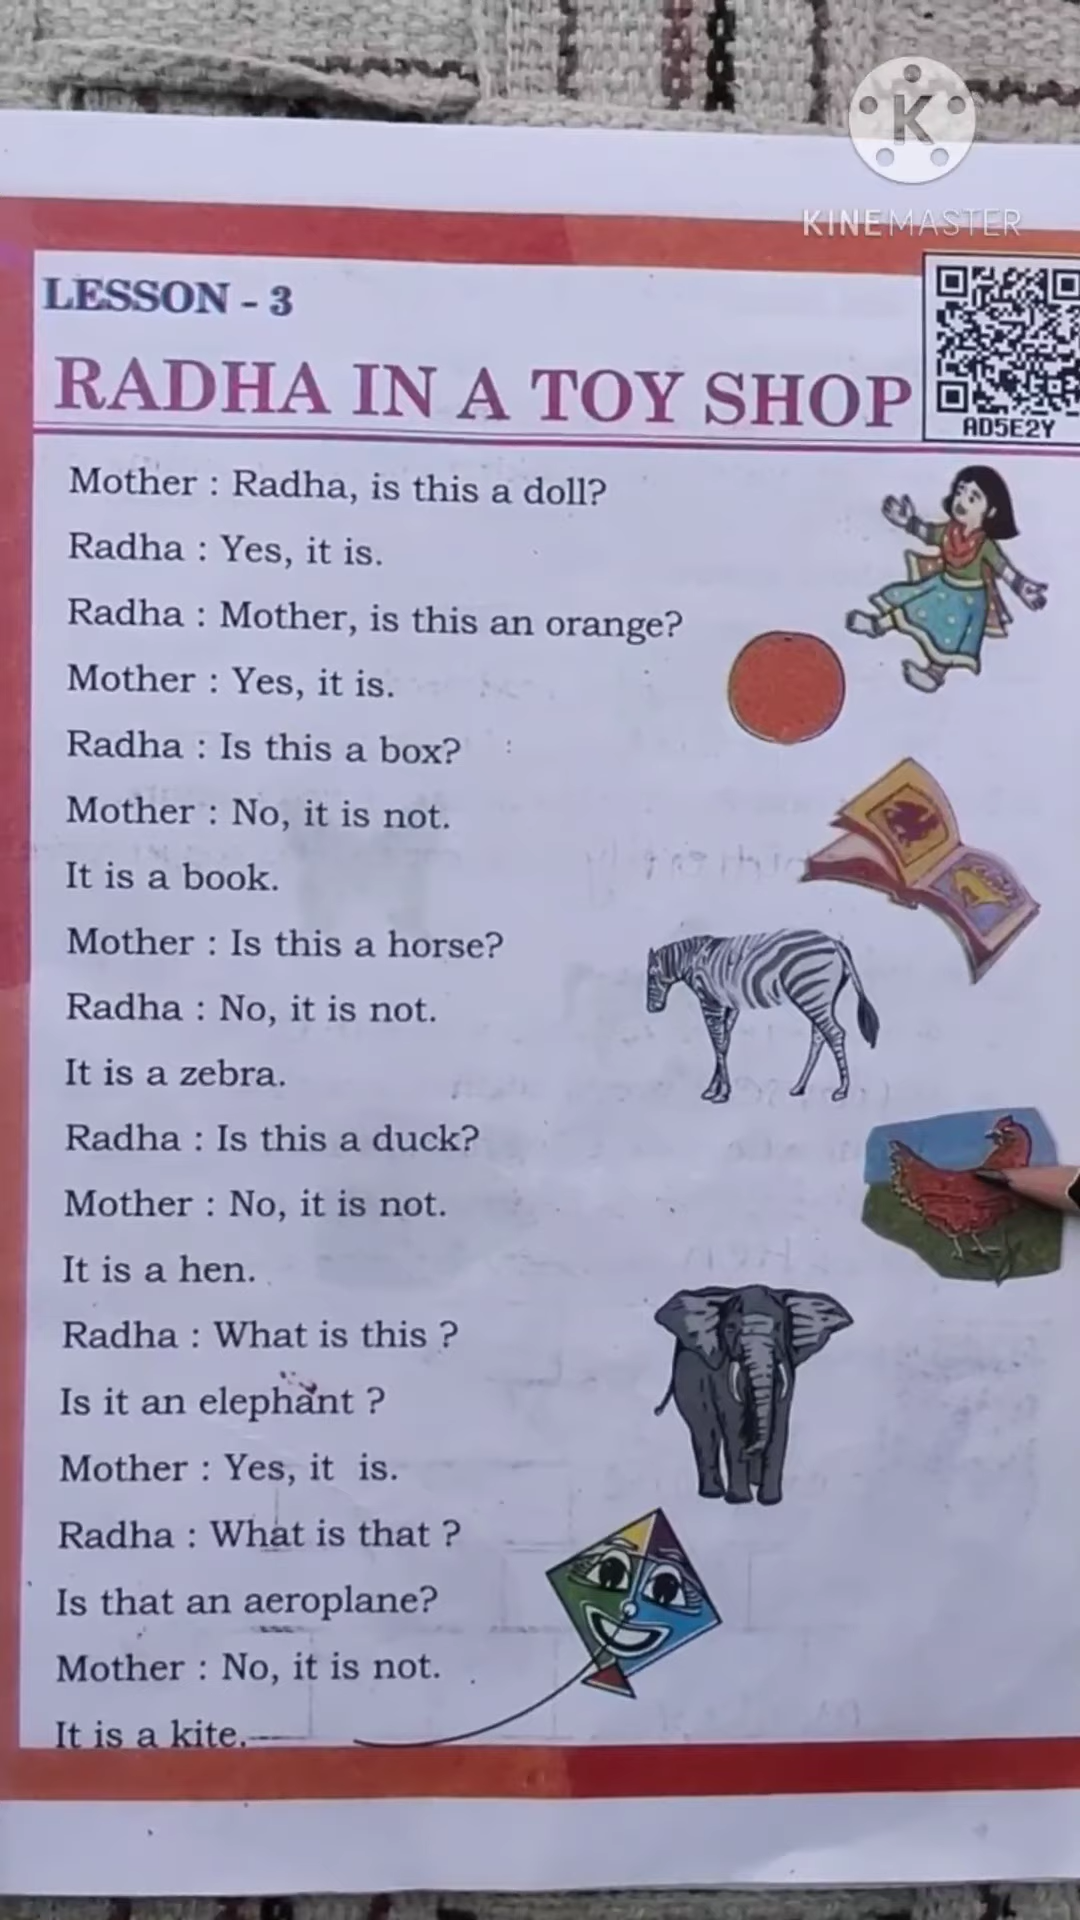 KINEMASTER
LESSON - 3
RADHA IN A TOY SHOP
AD5E2Y
Mother : Radha, is this a doll?
Radha : Yes, it is.
Radha : Mother, is this an orange?
Mother : Yes, it is.
Radha : Is this a box?
Mother : No, it is not.
It is a book.
Mother : Is this a horse?
Radha : No, it is not.
It is a zebra.
Radha : Is this a duck?
Mother : No, it is not.
It is a hen.
Radha : What is this ?
Is it an elephant ?
Mother : Yes, it is.
Radha : What is that ?
Is that an aeroplane?
Mother : No, it is not.
It is a kite.